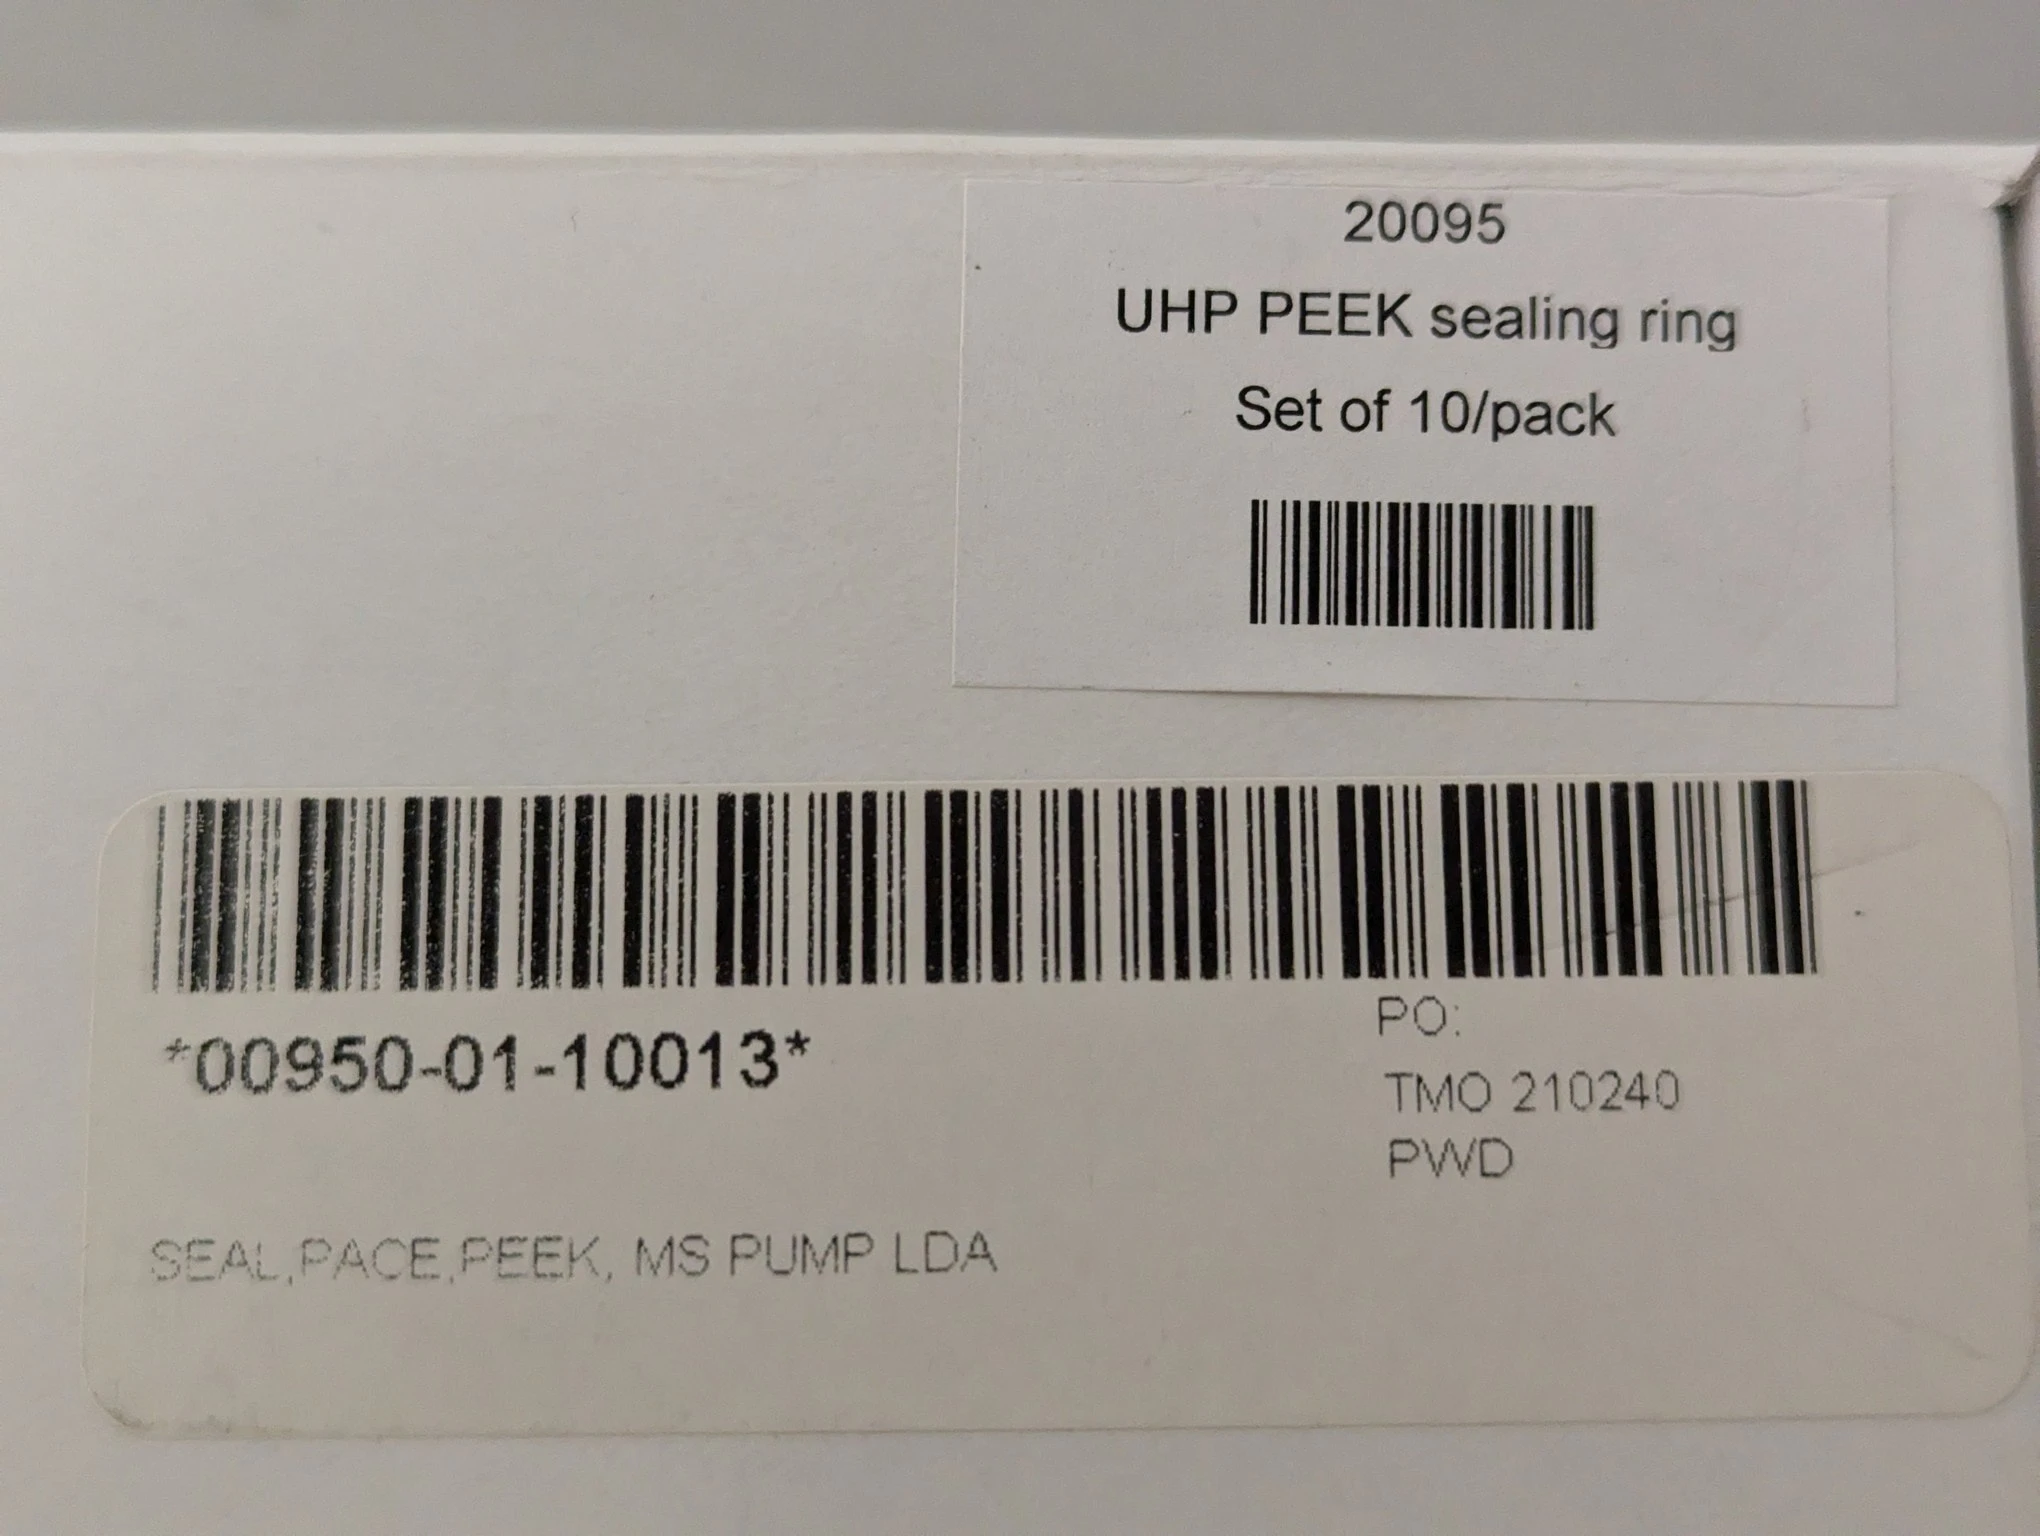 20095
UHP PEEK sealing ring
Set of 10/pack
*00950-01-10013*
PO:
TMO 210240
PWD
SEAL,PACE,PEEK, MS PUMP LDA